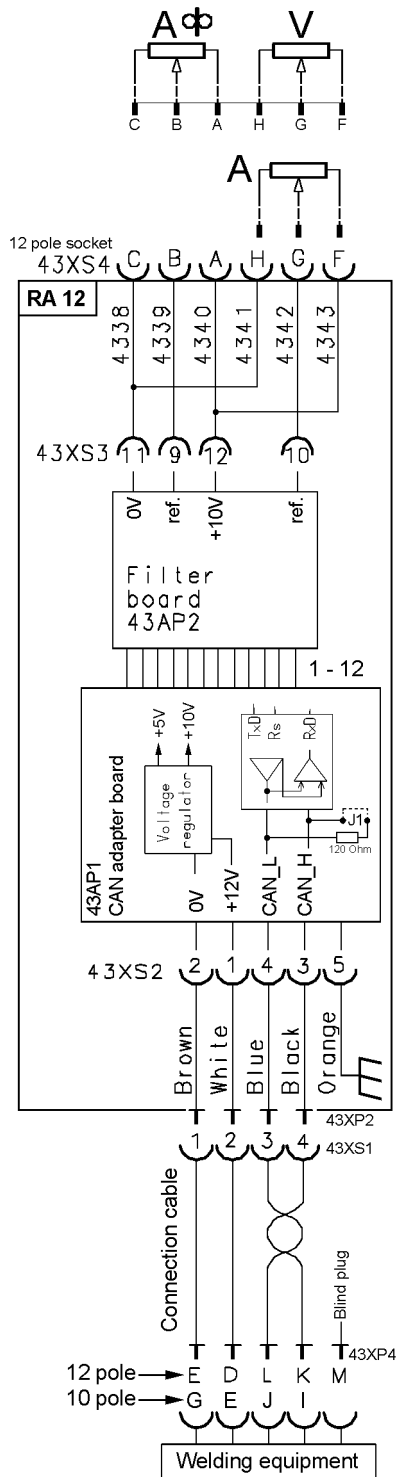 A ф V
C B A H G F
A
12 pole socket
43XS4 C B A H G F
RA 12
4338 4339 4340 4341 4342 4343
43XS3 11 9 12 10
0V ref. +10V ref.
Filter
board
43AP2
1-12
+5V +10V TxD Rs RxD
Voltage
regulator
J1
120 Ohm
43AP1
CAN adapter board
0V +12V CAN_L CAN_H
43XS2 2 1 4 3 5
Brown White Blue Black Orange
43XP2
1 2 3 4 43XS1
Connection cable
Blind plug
43XP4
12 pole E D L K M
10 pole G E J I
Welding equipment